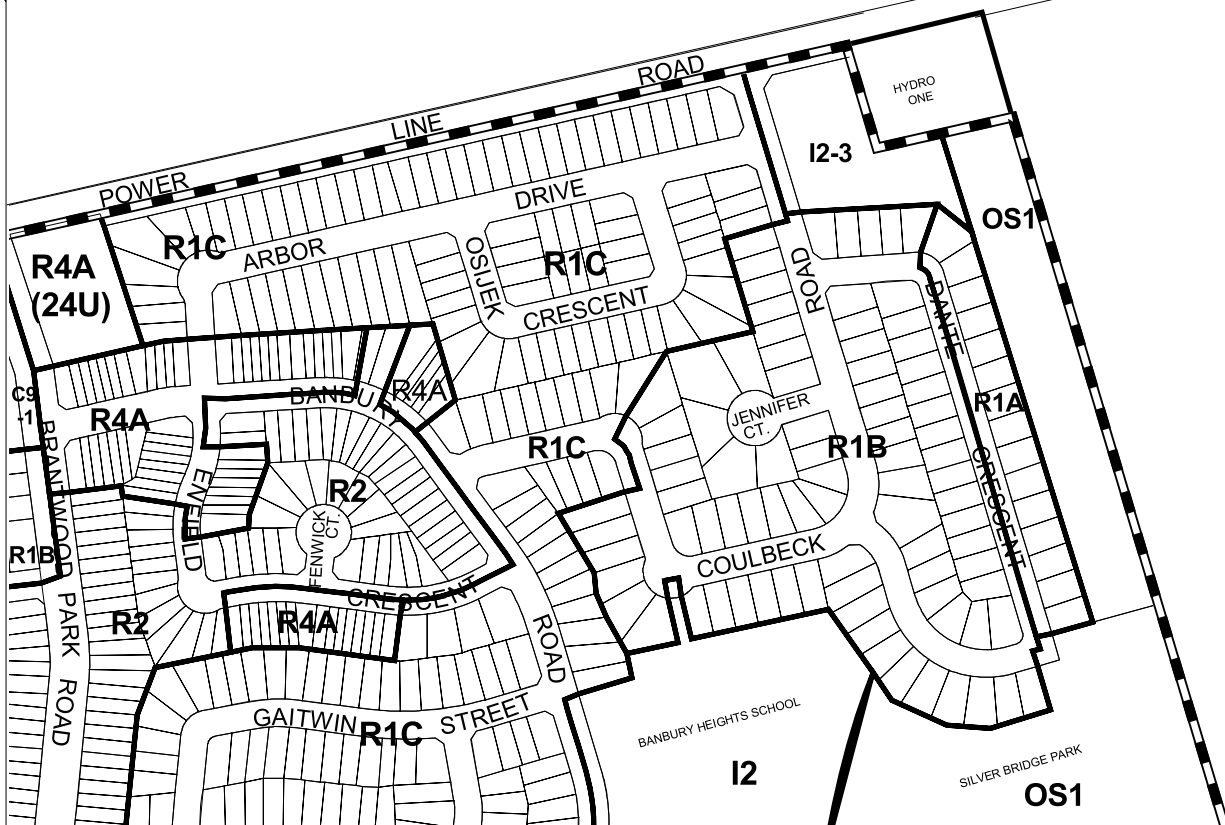 POWER
LINE
ROAD
HYDRO
ONE
I2-3
OS1
R1C
ARBOR
DRIVE
R4A
(24U)
OSIJEK
R1C
CRESCENT
ROAD
DANTE
C9
-1
R4A
BANBURY
R4A
R1A
JENNIFER
CT.
R1B
R1C
BRANTWOOD
ENFIELD
R2
FENWICK
CT.
CRESCENT
R1B
COULBECK
PARK
R2
R4A
CRESCENT
ROAD
ROAD
GAITWIN
R1C
STREET
BANBURY HEIGHTS SCHOOL
I2
SILVER BRIDGE PARK
OS1